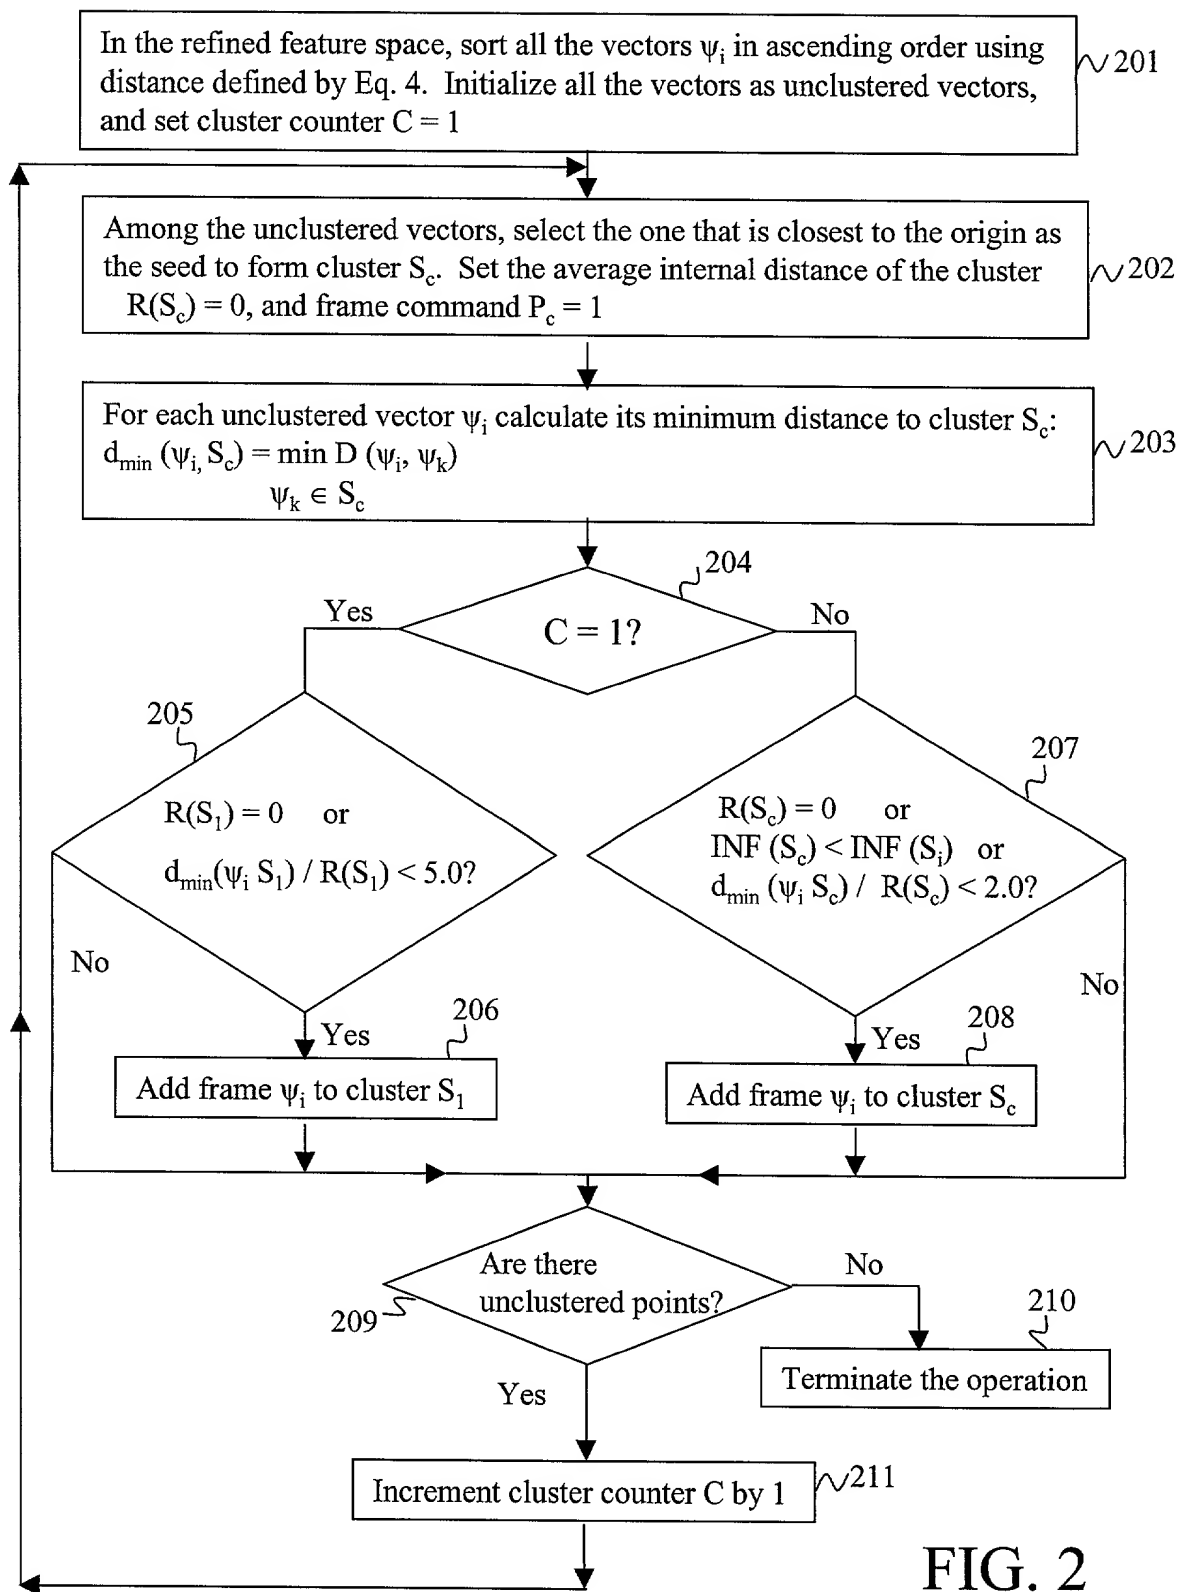 In the refined feature space, sort all the vectors ψi in ascending order using
distance defined by Eq. 4. Initialize all the vectors as unclustered vectors,
and set cluster counter C = 1
201
Among the unclustered vectors, select the one that is closest to the origin as
the seed to form cluster Sc. Set the average internal distance of the cluster
R(Sc) = 0, and frame command Pc = 1
202
For each unclustered vector ψi calculate its minimum distance to cluster Sc:
dmin (ψi, Sc) = min D (ψi, ψk)
ψk ∈ Sc
203
204
Yes
C = 1?
No
205
R(S1) = 0 or
dmin(ψi S1) / R(S1) < 5.0?
No
Yes
207
R(Sc) = 0 or
INF (Sc) < INF (Si) or
dmin (ψi Sc) / R(Sc) < 2.0?
No
Yes
206
Add frame ψi to cluster S1
208
Add frame ψi to cluster Sc
Are there
unclustered points?
209
No
210
Terminate the operation
Yes
Increment cluster counter C by 1
211
FIG. 2